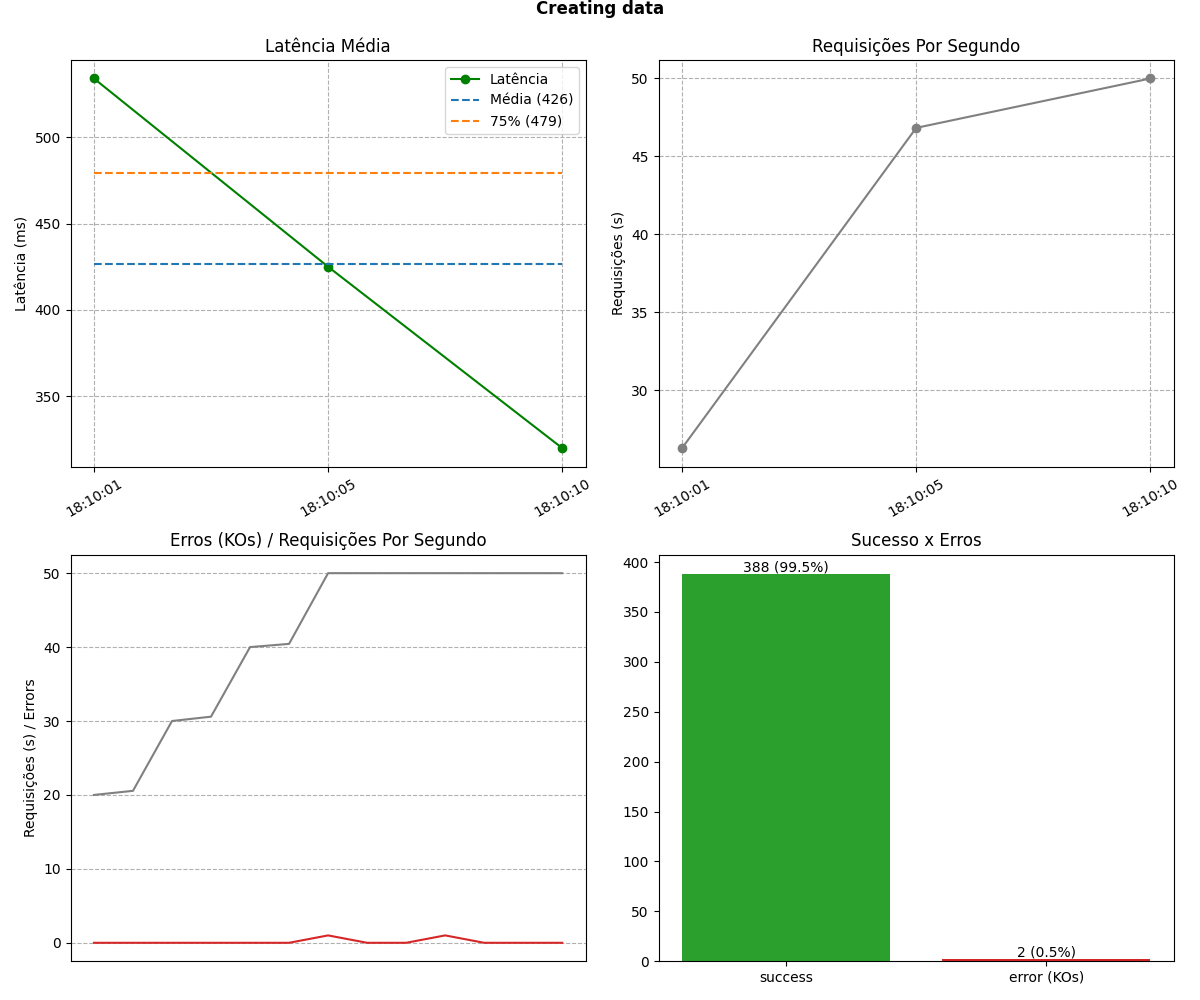 Creating data
Latência Média
Latência (ms)
500
450
400
350
Latência
Média (426)
75% (479)
18:10:01
18:10:05
18:10:10
Requisições Por Segundo
Requisições (s)
50
45
40
35
30
18:10:01
18:10:05
18:10:10
Erros (KOs) / Requisições Por Segundo
Requisições (s) / Errors
50
40
30
20
10
0
Sucesso x Erros
400
350
300
250
200
150
100
50
0
388 (99.5%)
2 (0.5%)
success
error (KOs)